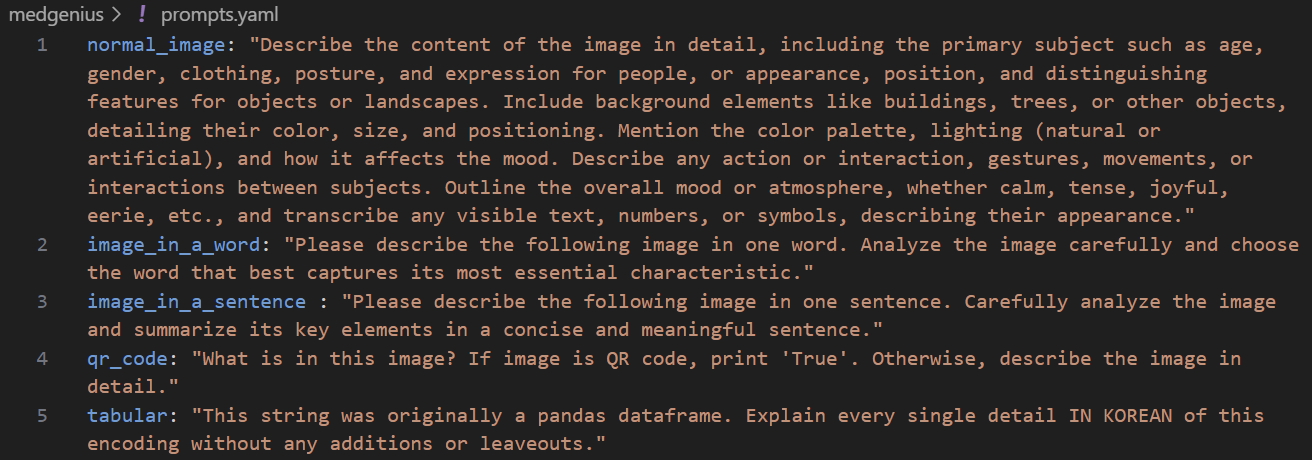 medgenius > ! prompts.yaml
1 normal_image: "Describe the content of the image in detail, including the primary subject such as age,
gender, clothing, posture, and expression for people, or appearance, position, and distinguishing
features for objects or landscapes. Include background elements like buildings, trees, or other objects,
detailing their color, size, and positioning. Mention the color palette, lighting (natural or
artificial), and how it affects the mood. Describe any action or interaction, gestures, movements, or
interactions between subjects. Outline the overall mood or atmosphere, whether calm, tense, joyful,
eerie, etc., and transcribe any visible text, numbers, or symbols, describing their appearance."
2 image_in_a_word: "Please describe the following image in one word. Analyze the image carefully and choose
the word that best captures its most essential characteristic."
3 image_in_a_sentence : "Please describe the following image in one sentence. Carefully analyze the image
and summarize its key elements in a concise and meaningful sentence."
4 qr_code: "What is in this image? If image is QR code, print 'True'. Otherwise, describe the image in
detail."
5 tabular: "This string was originally a pandas dataframe. Explain every single detail IN KOREAN of this
encoding without any additions or leaveouts."